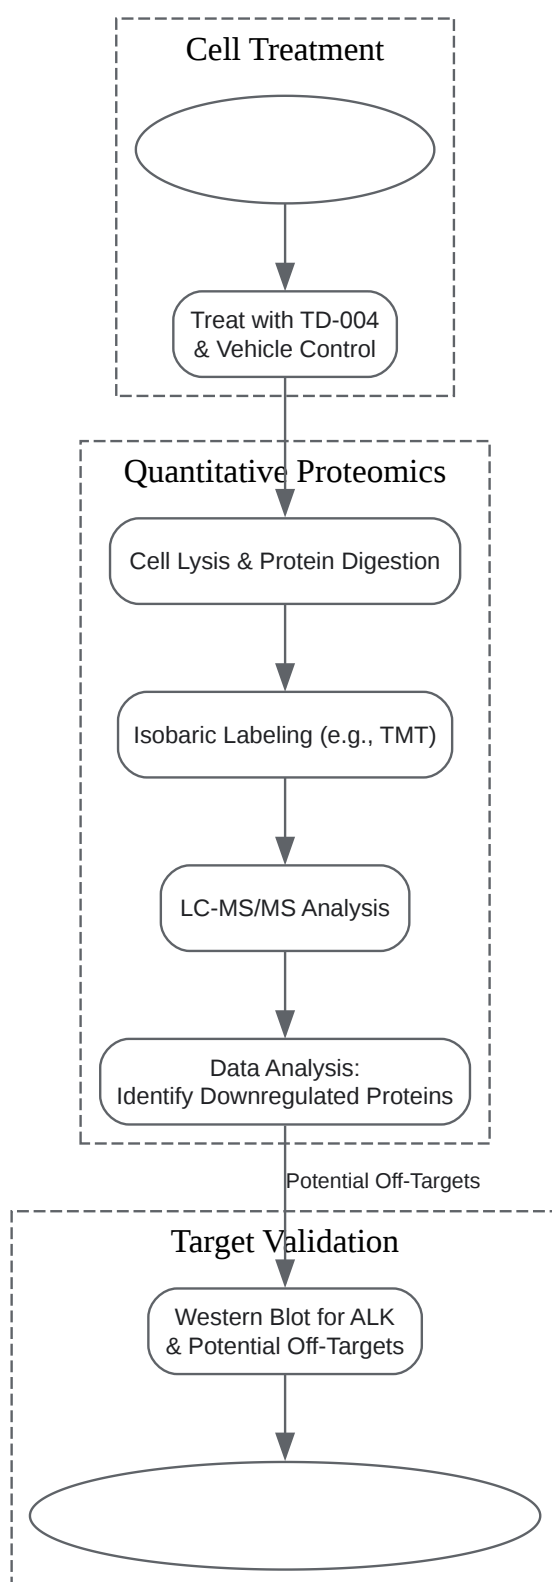 Cell Treatment
Treat with TD-004
& Vehicle Control
Quantitative Proteomics
Cell Lysis & Protein Digestion
Isobaric Labeling (e.g., TMT)
LC-MS/MS Analysis
Data Analysis:
Identify Downregulated Proteins
Potential Off-Targets
Target Validation
Western Blot for ALK
& Potential Off-Targets